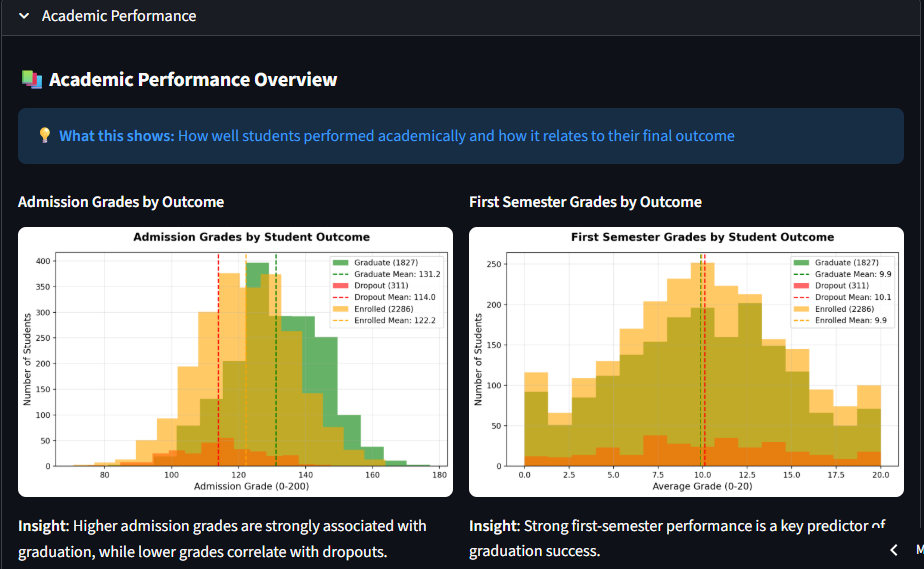 Academic Performance
Academic Performance Overview
What this shows: How well students performed academically and how it relates to their final outcome
Admission Grades by Outcome
Admission Grades by Student Outcome
Graduate (1827)
Graduate Mean: 131.2
Dropout (311)
Dropout Mean: 114.0
Enrolled (2286)
Enrolled Mean: 122.2
Number of Students
400
350
300
250
200
150
100
50
0
80 100 120 140 160 180
Admission Grade (0-200)
Insight: Higher admission grades are strongly associated with
graduation, while lower grades correlate with dropouts.
First Semester Grades by Outcome
First Semester Grades by Student Outcome
Graduate (1827)
Graduate Mean: 9.9
Dropout (311)
Dropout Mean: 10.1
Enrolled (2286)
Enrolled Mean: 9.9
Number of Students
250
200
150
100
50
0
0.0 2.5 5.0 7.5 10.0 12.5 15.0 17.5 20.0
Average Grade (0-20)
Insight: Strong first-semester performance is a key predictor of
graduation success.